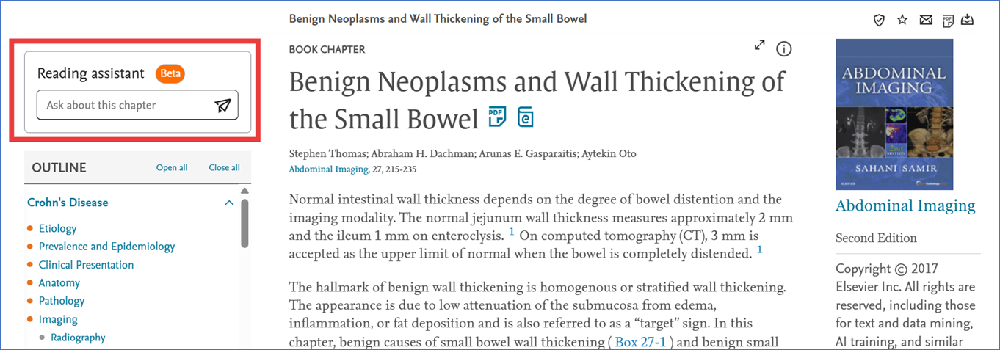 Benign Neoplasms and Wall Thickening of the Small Bowel
Reading assistant Beta
Ask about this chapter
OUTLINE Open all Close all
Crohn's Disease
Etiology
Prevalence and Epidemiology
Clinical Presentation
Anatomy
Pathology
Imaging
Radiography
BOOK CHAPTER
Benign Neoplasms and Wall Thickening of
the Small Bowel PDF
Stephen Thomas; Abraham H. Dachman; Arunas E. Gasparaitis; Aytekin Oto
Abdominal Imaging, 27, 215-235
Normal intestinal wall thickness depends on the degree of bowel distention and the
imaging modality. The normal jejunum wall thickness measures approximately 2 mm
and the ileum 1 mm on enteroclysis. 1 On computed tomography (CT), 3 mm is
accepted as the upper limit of normal when the bowel is completely distended. 1
The hallmark of benign wall thickening is homogenous or stratified wall thickening.
The appearance is due to low attenuation of the submucosa from edema,
inflammation, or fat deposition and is also referred to as a “target” sign. In this
chapter, benign causes of small bowel wall thickening ( Box 27-1 ) and benign small
PDF
ABDOMINAL
IMAGING
2nd
EDITION
SAHANI SAMIR
Abdominal Imaging
Second Edition
Copyright © 2017
Elsevier Inc. All rights are
reserved, including those
for text and data mining,
AI training, and similar